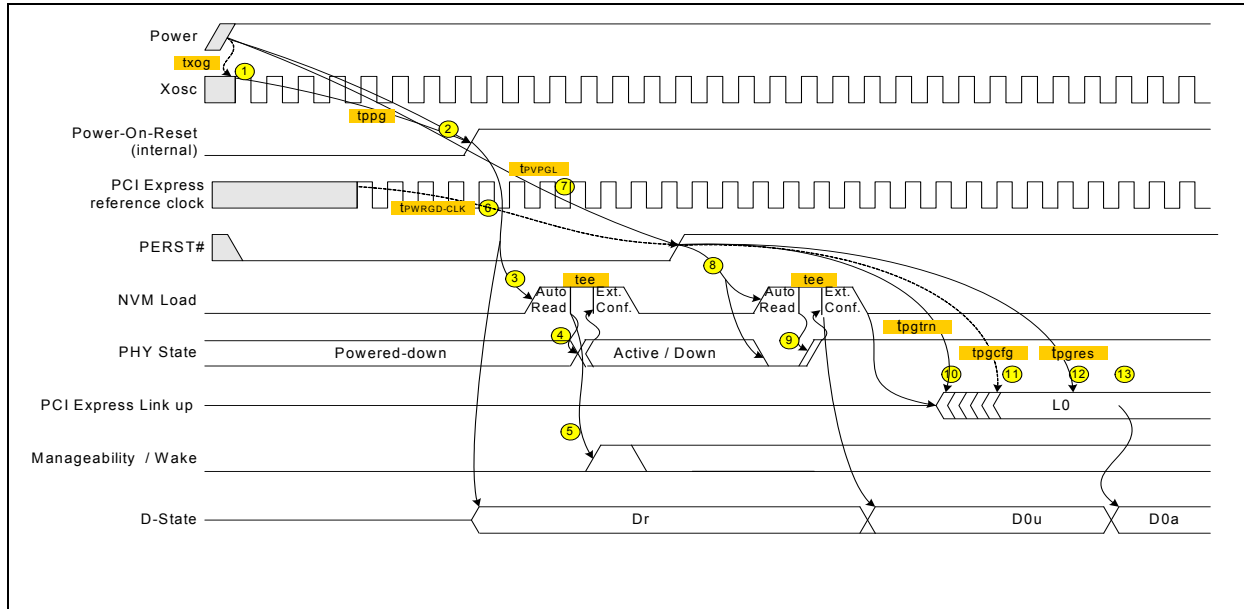 Power
txog
1
Xosc
tppg
2
Power-On-Reset
(internal)
tPVPGL
7
PCI Express
reference clock
tPWRGD-CLK
6
PERST#
3
tee
8
tee
NVM Load
Auto
Read
Ext.
Conf.
Auto
Read
Ext.
Conf.
tpgtrn
4
9
PHY State
Powered-down
Active / Down
tpgcfg
tpgres
10
11
12
13
PCI Express Link up
L0
5
Manageability / Wake
D-State
Dr
D0u
D0a